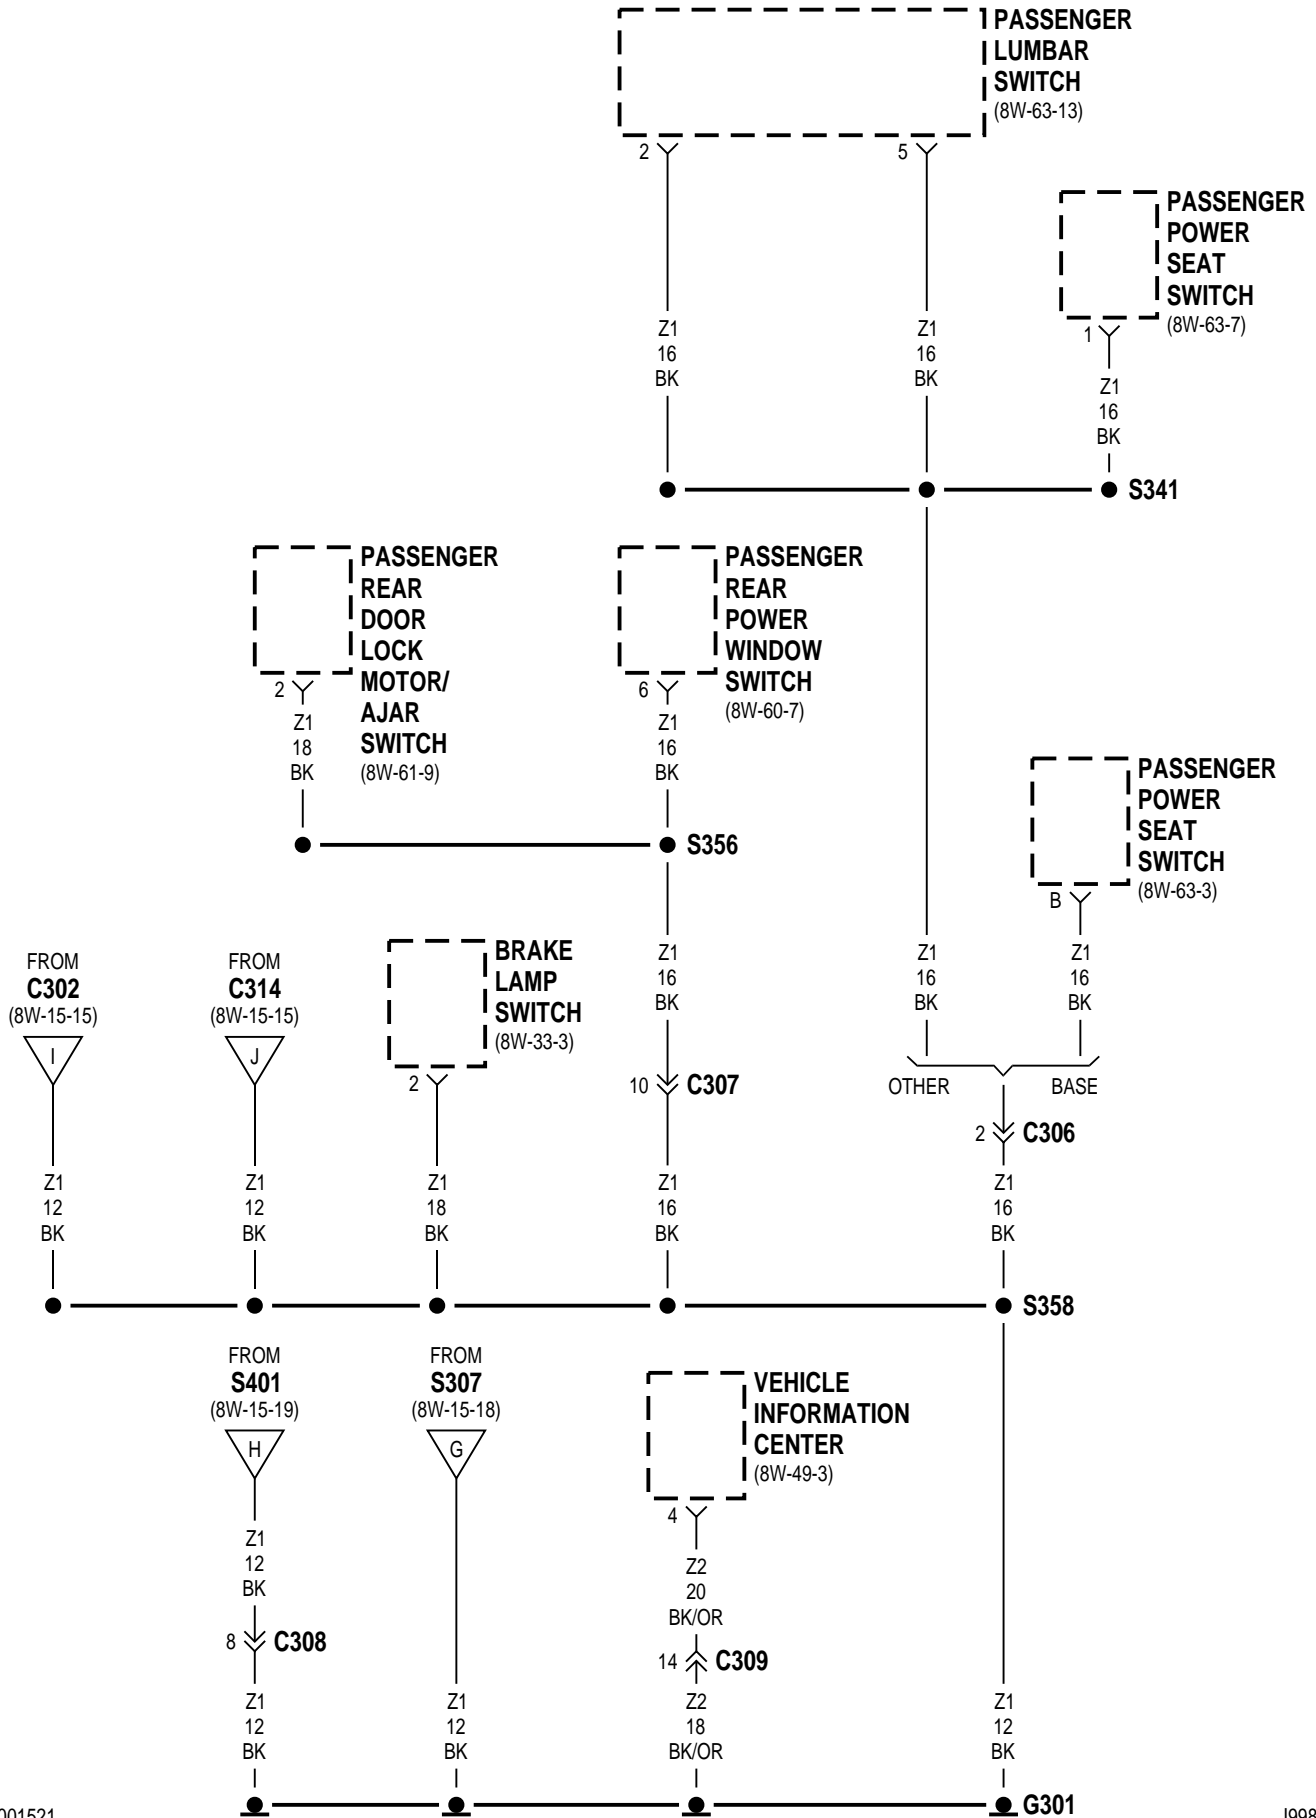 PASSENGER
LUMBAR
SWITCH
(8W-63-13)
2
5
PASSENGER
POWER
SEAT
SWITCH
(8W-63-7)
1
Z1
16
BK
Z1
16
BK
Z1
16
BK
S341
PASSENGER
REAR
DOOR
LOCK
MOTOR/
AJAR
SWITCH
(8W-61-9)
2
Z1
18
BK
PASSENGER
REAR
POWER
WINDOW
SWITCH
(8W-60-7)
6
Z1
16
BK
S356
PASSENGER
POWER
SEAT
SWITCH
(8W-63-3)
B
FROM
C302
(8W-15-15)
I
FROM
C314
(8W-15-15)
J
BRAKE
LAMP
SWITCH
(8W-33-3)
2
Z1
16
BK
Z1
16
BK
Z1
16
BK
10
C307
OTHER
BASE
2
C306
Z1
12
BK
Z1
12
BK
Z1
18
BK
Z1
16
BK
Z1
16
BK
S358
FROM
S401
(8W-15-19)
H
FROM
S307
(8W-15-18)
G
VEHICLE
INFORMATION
CENTER
(8W-49-3)
4
Z1
12
BK
Z2
20
BK/OR
8
C308
14
C309
Z1
12
BK
Z1
12
BK
Z2
18
BK/OR
Z1
12
BK
G301